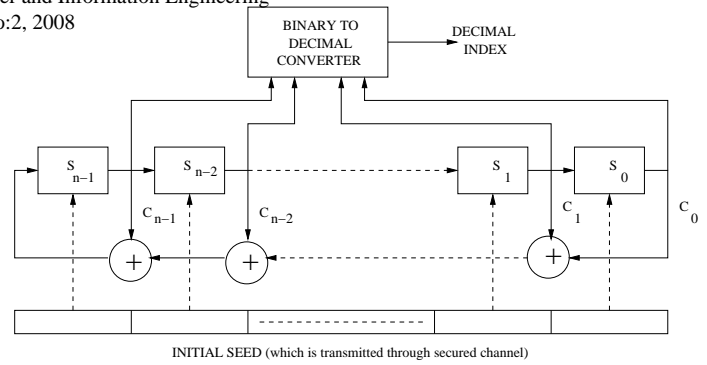 er and Information Engineering
o:2, 2008
BINARY TO
DECIMAL
CONVERTER
DECIMAL
INDEX
S n−1
S n−2
S 1
S 0
C n−1
C n−2
C 1
C 0
+
+
+
INITIAL SEED (which is transmitted through secured channel)